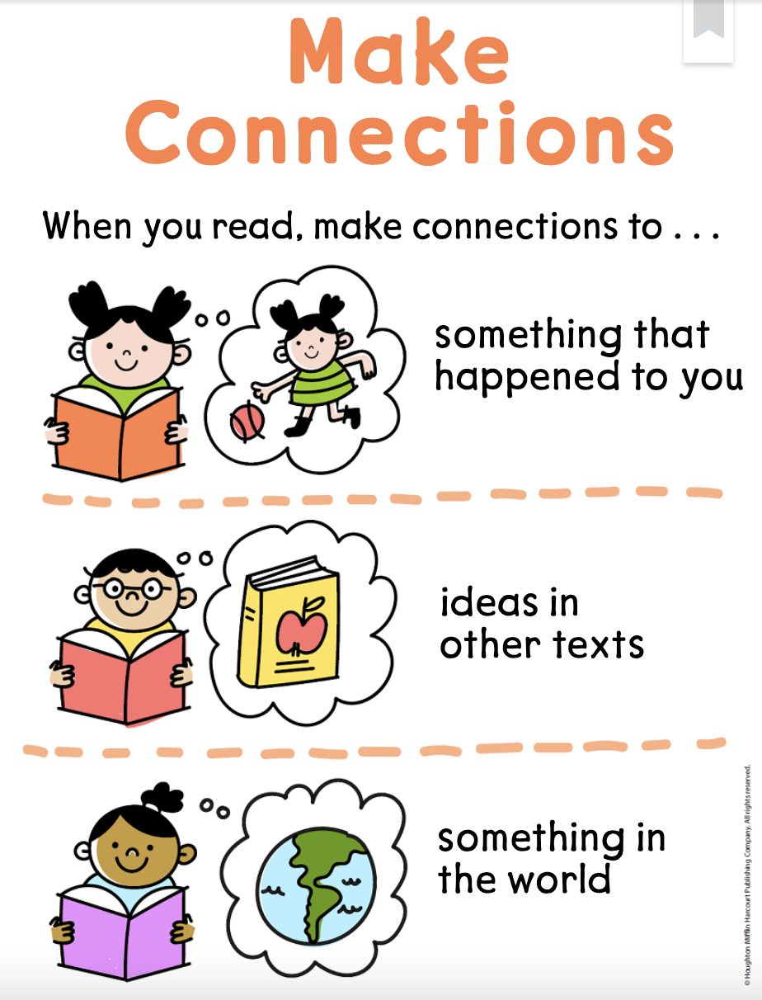 Make
Connections
When you read, make connections to . . .
something that
happened to you
ideas in
other texts
something in
the world
© Houghton Mifflin Harcourt Publishing Company. All rights reserved.